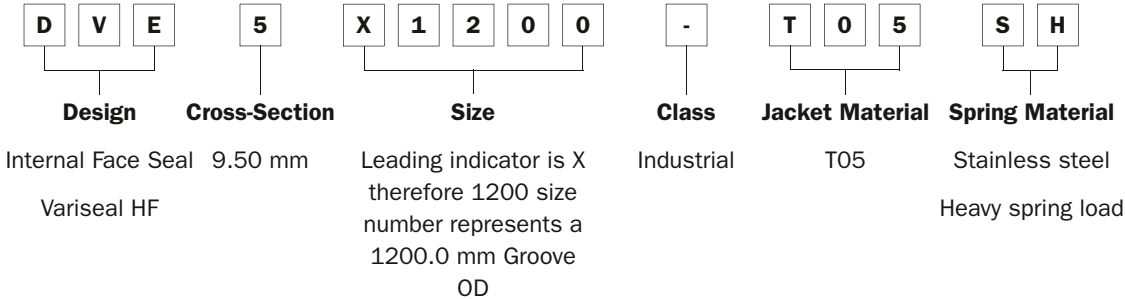 D V E 5 X 1 2 0 0 - T 0 5 S H
Design Cross-Section Size Class Jacket Material Spring Material
Internal Face Seal 9.50 mm Leading indicator is X Industrial T05 Stainless steel
Variseal HF therefore 1200 size Heavy spring load
number represents a
1200.0 mm Groove
OD